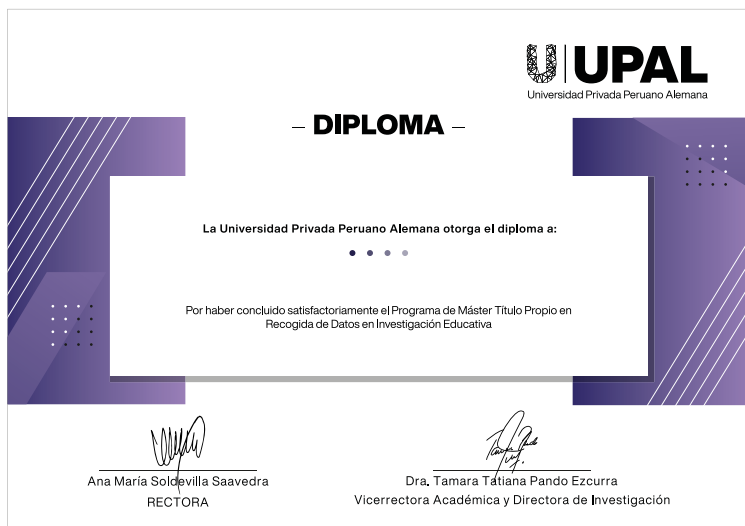 UPAL
Universidad Privada Peruano Alemana
– DIPLOMA –
La Universidad Privada Peruano Alemana otorga el diploma a:
Por haber concluido satisfactoriamente el Programa de Máster Título Propio en
Recogida de Datos en Investigación Educativa
Ana María Soldevilla Saavedra
RECTORA
Dra. Tamara Tatiana Pando Ezcurra
Vicerrectora Académica y Directora de Investigación